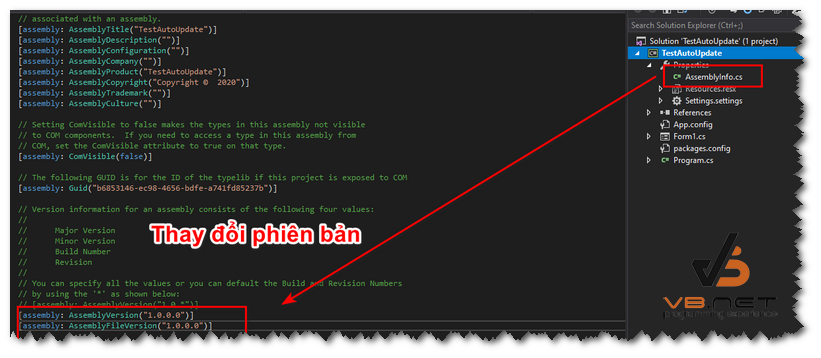 // associated with an assembly.
[assembly: AssemblyTitle("TestAutoUpdate")]
[assembly: AssemblyDescription("")]
[assembly: AssemblyConfiguration("")]
[assembly: AssemblyCompany("")]
[assembly: AssemblyProduct("TestAutoUpdate")]
[assembly: AssemblyCopyright("Copyright ©  2020")]
[assembly: AssemblyTrademark("")]
[assembly: AssemblyCulture("")]
// Setting ComVisible to false makes the types in this assembly not visible
// to COM components.  If you need to access a type in this assembly from
// COM, set the ComVisible attribute to true on that type.
[assembly: ComVisible(false)]
// The following GUID is for the ID of the typelib if this project is exposed to COM
[assembly: Guid("b6853146-ec98-4656-bdfe-a741fd85237b")]
// Version information for an assembly consists of the following four values:
//
//      Major Version
//      Minor Version
//      Build Number
//      Revision
//
// You can specify all the values or you can default the Build and Revision Numbers
// by using the '*' as shown below:
// [assembly: AssemblyVersion("1.0.*")]
[assembly: AssemblyVersion("1.0.0.0")]
[assembly: AssemblyFileVersion("1.0.0.0")]
Thay đổi phiên bản
Search Solution Explorer (Ctrl+;)
Solution 'TestAutoUpdate' (1 project)
TestAutoUpdate
Properties
AssemblyInfo.cs
Resources.resx
Settings.settings
References
App.config
Form1.cs
packages.config
Program.cs
VB.NET
programming experience